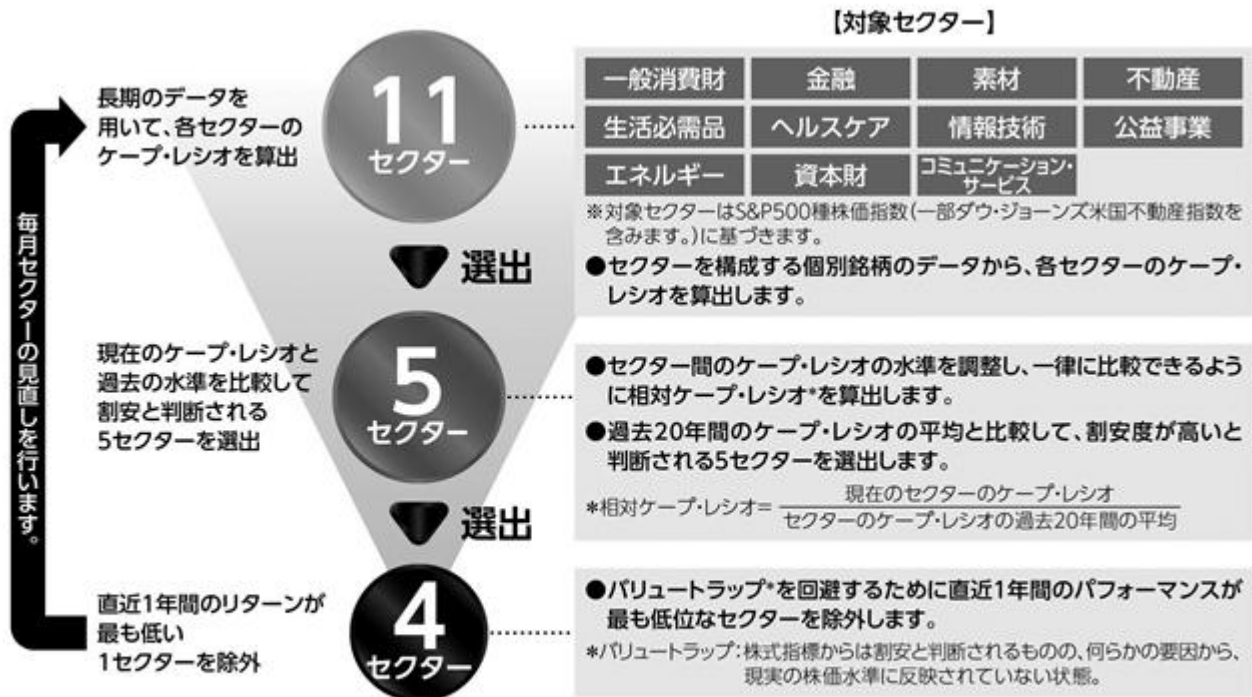 【対象セクター】
長期のデータを
用いて、各セクターの
ケープ・レシオを算出
11
セクター
一般消費財 金融 素材 不動産
生活必需品 ヘルスケア 情報技術 公益事業
エネルギー 資本財 コミュニケーション・
サービス
※対象セクターはS&P500種株価指数(一部ダウ・ジョーンズ米国不動産指数を
含みます。)に基づきます。
●セクターを構成する個別銘柄のデータから、各セクターのケープ・
レシオを算出します。
選出
毎月セクターの見直しを行います。
現在のケープ・レシオと
過去の水準を比較して
割安と判断される
5セクターを選出
5
セクター
●セクター間のケープ・レシオの水準を調整し、一律に比較できるよう
に相対ケープ・レシオ*を算出します。
●過去20年間のケープ・レシオの平均と比較して、割安度が高いと
判断される5セクターを選出します。
*相対ケープ・レシオ= 現在のセクターのケープ・レシオ
セクターのケープ・レシオの過去20年間の平均
選出
直近1年間のリターンが
最も低い
1セクターを除外
4
セクター
●バリュートラップ*を回避するために直近1年間のパフォーマンスが
最も低位なセクターを除外します。
*バリュートラップ:株式指標からは割安と判断されるものの、何らかの要因から、
現実の株価水準に反映されていない状態。